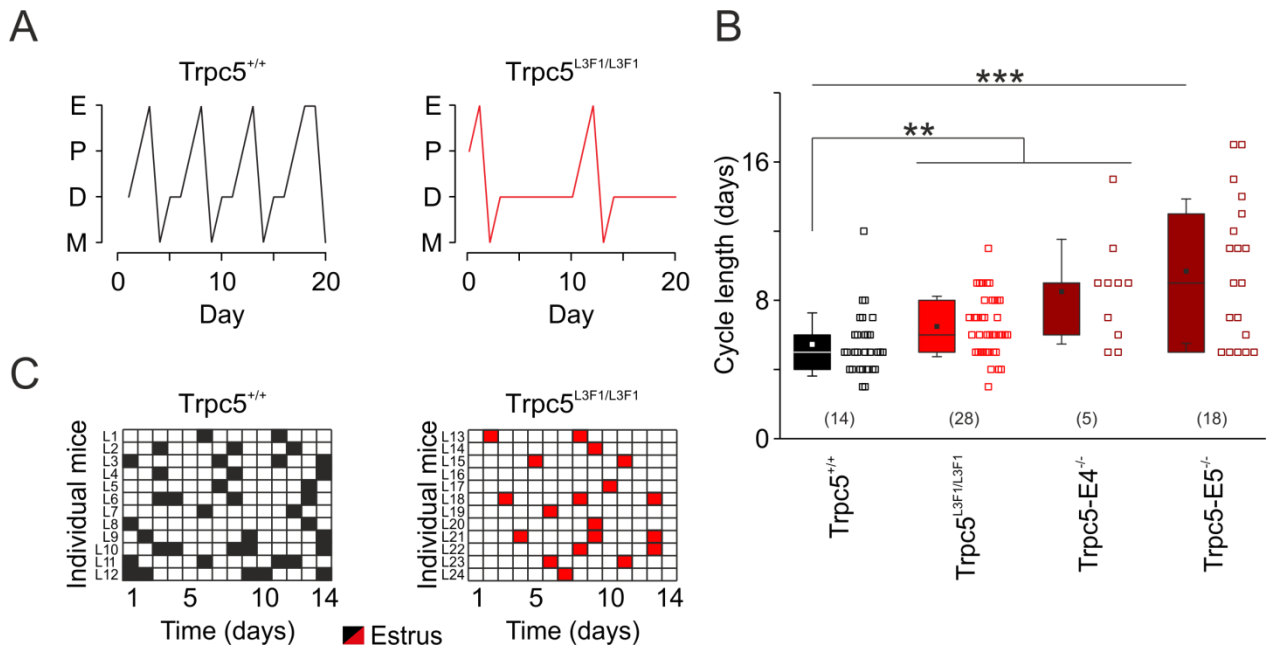 A
Trpc5+/+
Trpc5L3F1/L3F1
E
P
D
M
0
10
20
Day
E
P
D
M
0
10
20
Day
B
***
**
Cycle length (days)
16
8
0
(14)
(28)
(5)
(18)
Trpc5+/+
Trpc5L3F1/L3F1
Trpc5-E4-/-
Trpc5-E5-/-
C
Trpc5+/+
Trpc5L3F1/L3F1
Individual mice
L1
L2
L3
L4
L5
L6
L7
L8
L9
L10
L11
L12
1
5
10
14
Time (days)
Individual mice
L13
L14
L15
L16
L17
L18
L19
L20
L21
L22
L23
L24
1
5
10
14
Time (days)
Estrus